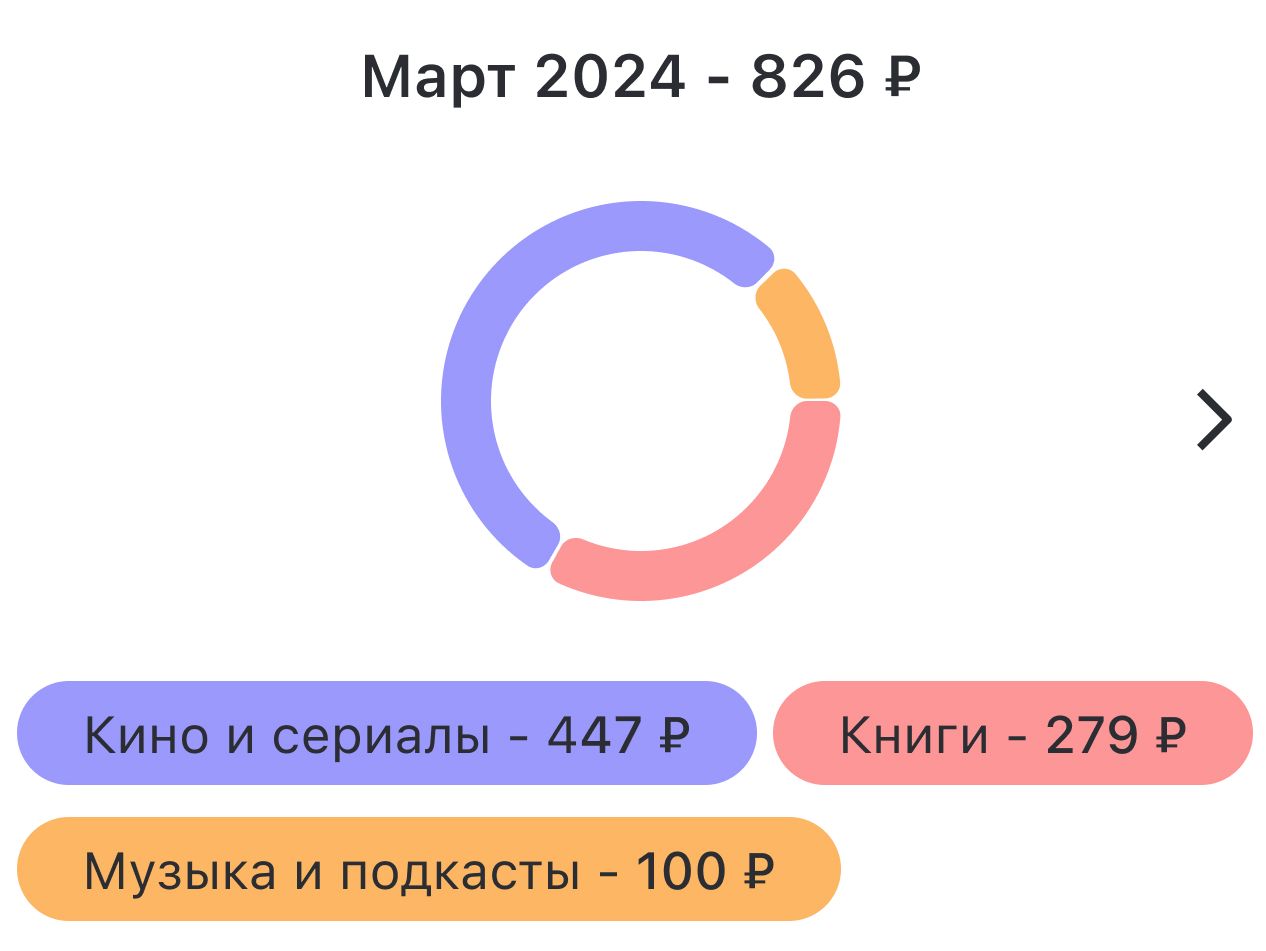 Март 2024 - 826 ₽
Кино и сериалы - 447 ₽
Книги - 279 ₽
Музыка и подкасты - 100 ₽